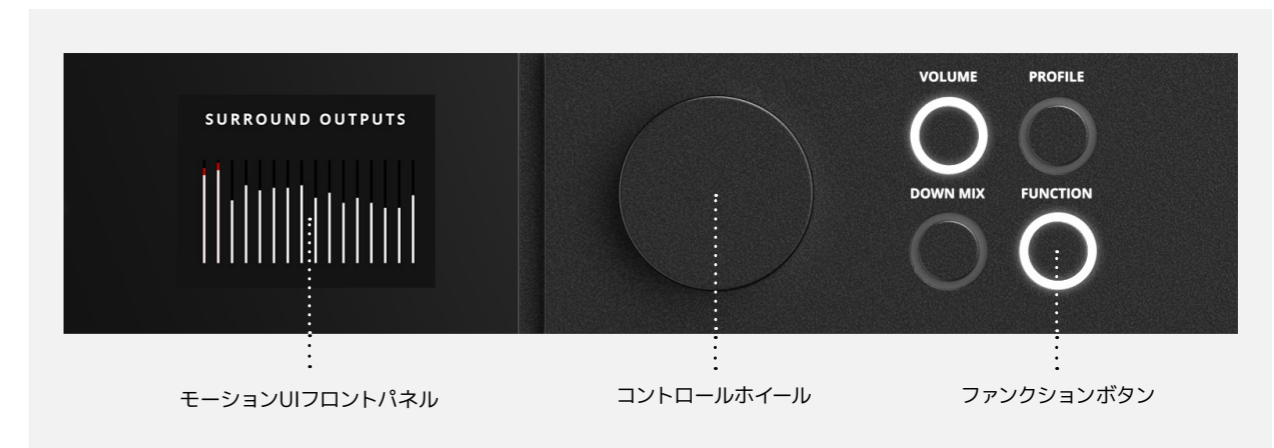 SURROUND OUTPUTS
VOLUME PROFILE
DOWN MIX FUNCTION
モーションUIフロントパネル
コントロールホイール
ファンクションボタン